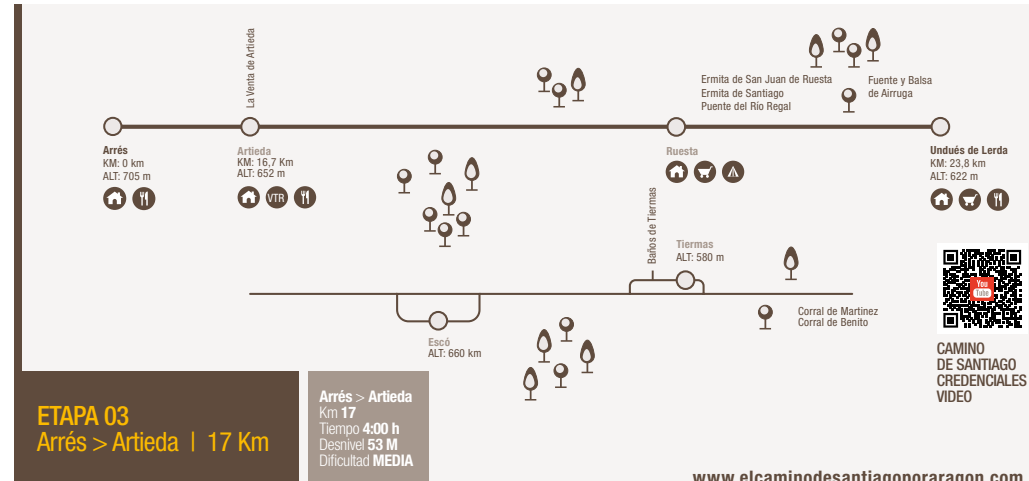 La Venta de Artieda
Ermita de San Juan de Ruesta
Ermita de Santiago
Puente del Río Regal
Fuente y Balsa
de Airruga
Arrés
KM: 0 km
ALT: 705 m
Artieda
KM: 16,7 Km
ALT: 652 m
VTR
Ruesta
Undués de Lerda
KM: 23,8 km
ALT: 622 m
Baños de Tiermas
Tiermas
ALT: 580 m
Escó
ALT: 660 km
Corral de Martinez
Corral de Benito
You
Tube
CAMINO
DE SANTIAGO
CREDENCIALES
VIDEO
ETAPA 03
Arrés > Artieda | 17 Km
Arrés > Artieda
Km 17
Tiempo 4:00 h
Desnivel 53 M
Dificultad MEDIA
www.elcaminodesantiagoporaragon.com